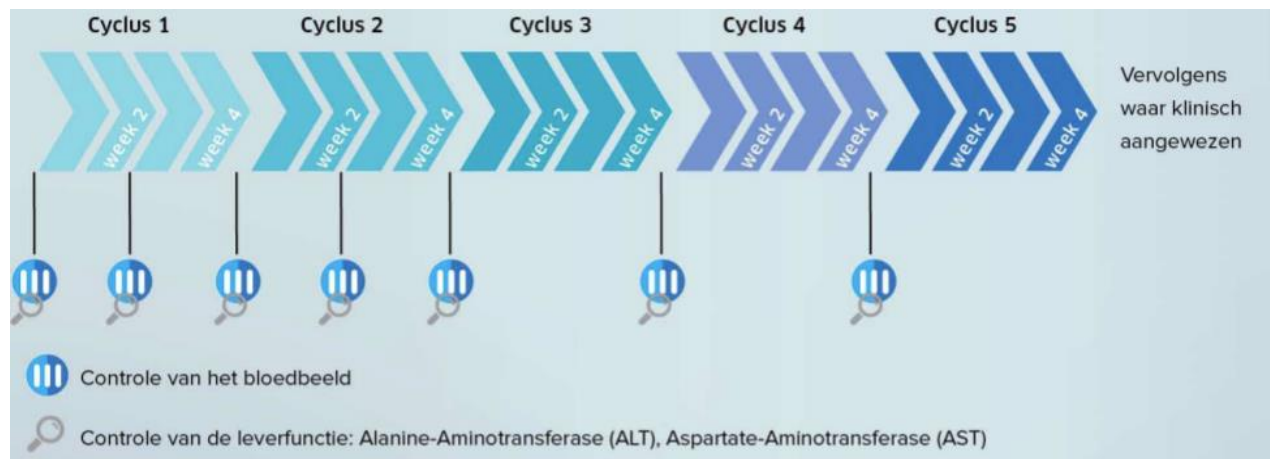 Cyclus 1 Cyclus 2 Cyclus 3 Cyclus 4 Cyclus 5
week 2 week 4 week 2 week 4 week 2 week 4 week 2 week 4 week 2 week 4
Vervolgens
waar klinisch
aangewezen
Controle van het bloedbeeld
Controle van de leverfunctie: Alanine-Aminotransferase (ALT), Aspartate-Aminotransferase (AST)